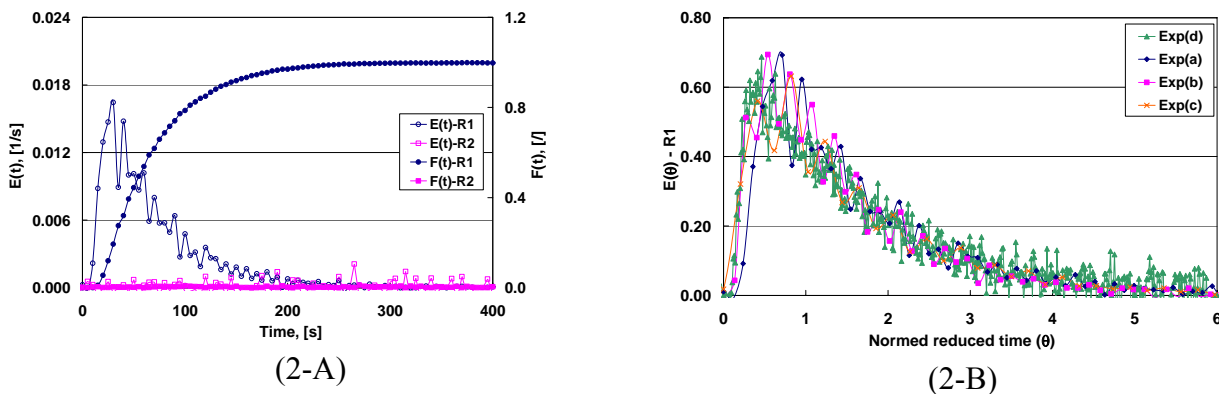 0.024
0.018
0.012
0.006
0.000
E(t), [1/s]
1.2
0.8
0.4
0.0
F(t), [/]
E(t)-R1
E(t)-R2
F(t)-R1
F(t)-R2
0 100 200 300 400
Time, [s]
(2-A)
0.80
0.60
0.40
0.20
0.00
E(θ) - R1
Exp(d)
Exp(a)
Exp(b)
Exp(c)
0 1 2 3 4 5 6
Normed reduced time (θ)
(2-B)